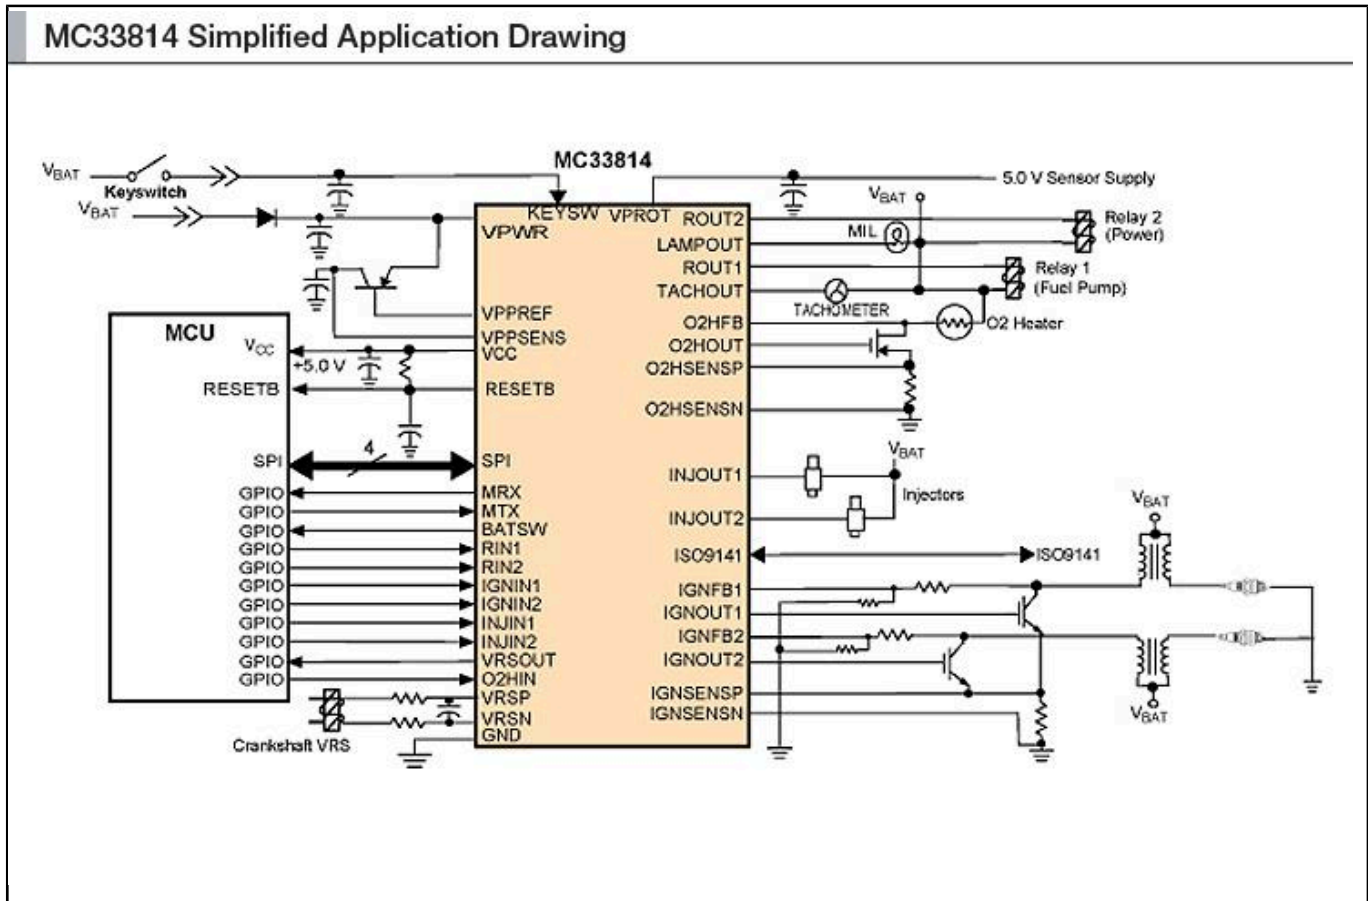 MC33814 Simplified Application Drawing
MC33814
VBAT
Keyswitch
VBAT
5.0 V Sensor Supply
VBAT
KEYSW
VPROT
VPWR
VPPREF
VPPSENS
VCC
RESETB
SPI
MRX
MTX
BATSW
RIN1
RIN2
IGNIN1
IGNIN2
INJIN1
INJIN2
VRSOUT
O2HIN
VRSP
VRSN
GND
MCU
VCC
+5.0 V
RESETB
4
SPI
GPIO
GPIO
GPIO
GPIO
GPIO
GPIO
GPIO
GPIO
GPIO
GPIO
GPIO
Crankshaft VRS
ROUT2
LAMPOUT
ROUT1
TACHOUT
O2HFB
O2HOUT
O2HSENSP
O2HSENSN
INJOUT1
INJOUT2
ISO9141
IGNFB1
IGNOUT1
IGNFB2
IGNOUT2
IGNSENSP
IGNSENSN
MIL
Relay 2
(Power)
Relay 1
(Fuel Pump)
TACHOMETER
O2 Heater
VBAT
Injectors
ISO9141
VBAT
VBAT